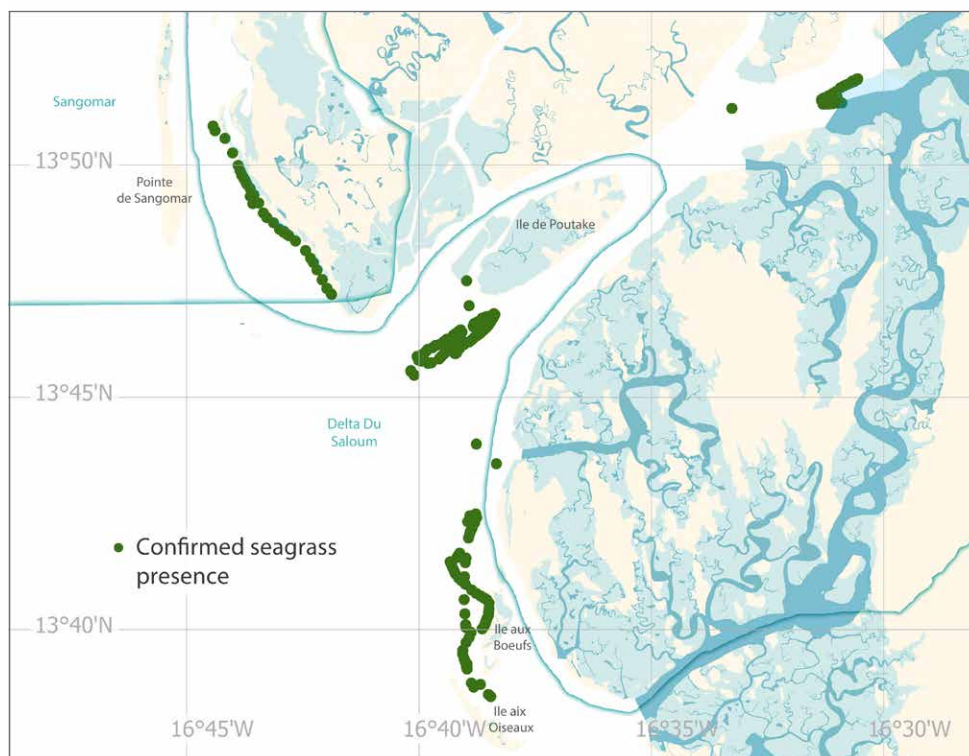 Sangomar
13°50'N
Pointe
de Sangomar
Ile de Poutake
13°45'N
Delta Du
Saloum
Confirmed seagrass
presence
13°40'N
Ile aux
Boeufs
Ile aix
Oiseaux
16°45'W
16°40'W
16°35'W
16°30'W